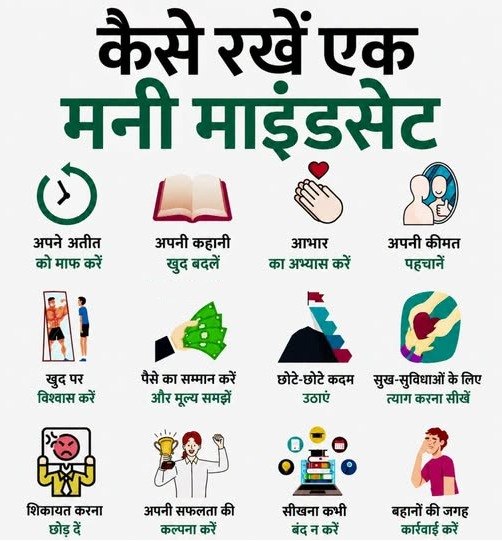 कैसे रखें एक
मनी माइंडसेट
अपने अतीत
को माफ करें
अपनी कहानी
खुद बदलें
आभार
का अभ्यास करें
अपनी कीमत
पहचानें
खुद पर
विश्वास करें
पैसे का सम्मान करें
और मूल्य समझें
छोटे-छोटे कदम
उठाएं
सुख-सुविधाओं के लिए
त्याग करना सीखें
शिकायत करना
छोड़ दें
अपनी सफलता की
कल्पना करें
सीखना कभी
बंद न करें
बहानों की जगह
कार्रवाई करें